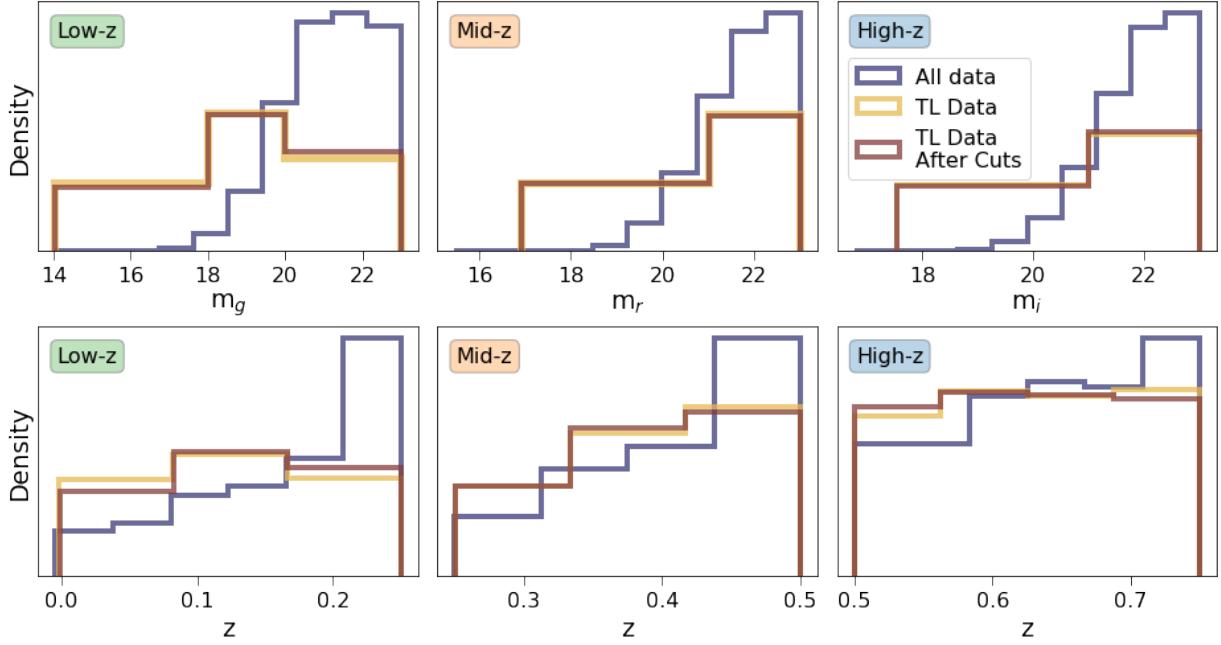 Low-z
Mid-z
High-z
All data
TL Data
TL Data
After Cuts
Density
14 16 18 20 22
16 18 20 22
18 20 22
m_g
m_r
m_i
Low-z
Mid-z
High-z
Density
0.0 0.1 0.2
0.3 0.4 0.5
0.5 0.6 0.7
z
z
z